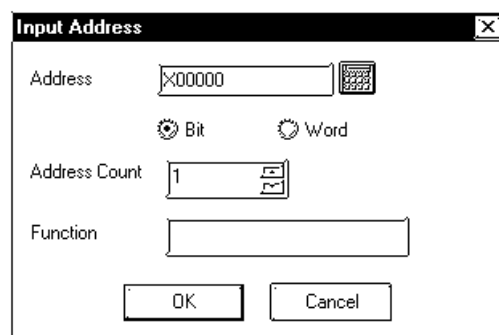 Input Address
Address X00000
Bit Word
Address Count 1
Function
OK Cancel